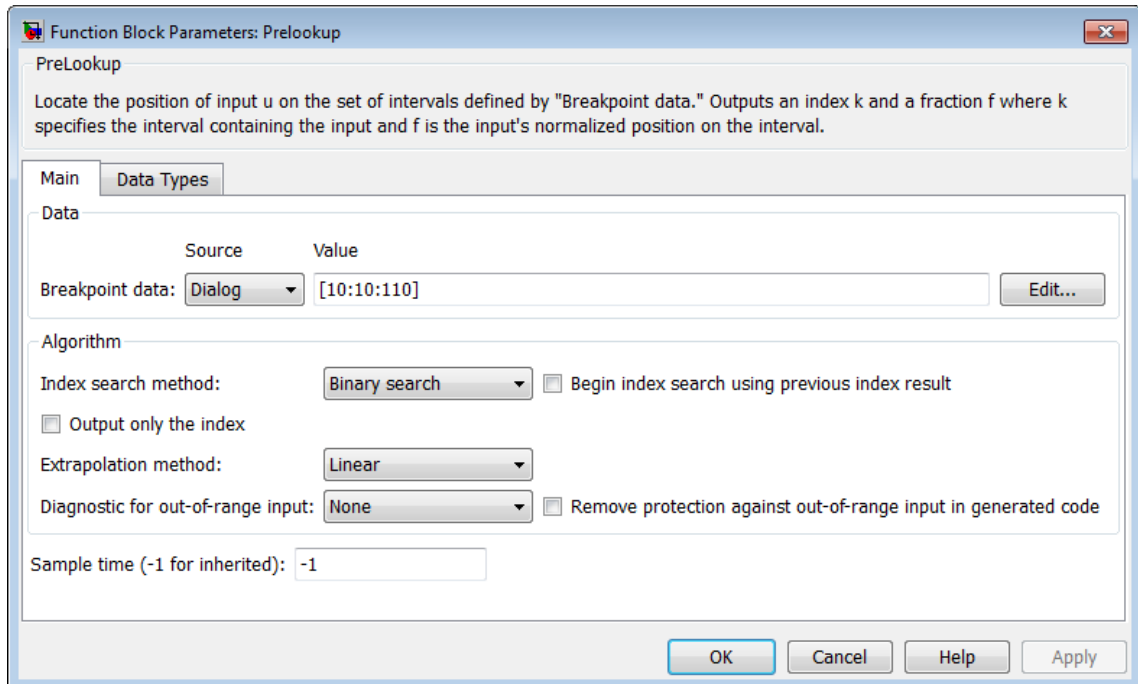 Function Block Parameters: Prelookup
PreLookup
Locate the position of input u on the set of intervals defined by "Breakpoint data." Outputs an index k and a fraction f where k
specifies the interval containing the input and f is the input's normalized position on the interval.
Main Data Types
Data
Source Value
Breakpoint data: Dialog [10:10:110] Edit...
Algorithm
Index search method: Binary search Begin index search using previous index result
Output only the index
Extrapolation method: Linear
Diagnostic for out-of-range input: None Remove protection against out-of-range input in generated code
Sample time (-1 for inherited): -1
OK Cancel Help Apply